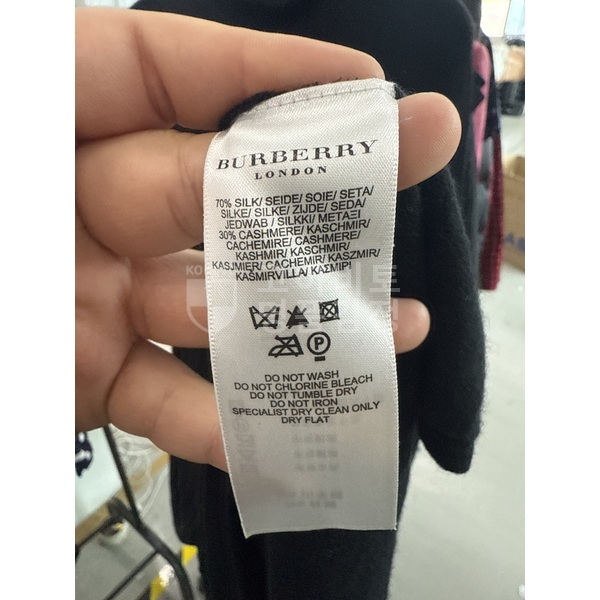 BURBERRY
LONDON
70% SILK/ SEIDE/ SOIE/ SETA/
SILKE/ SILKE/ ZIJDE/ SEDA/
JEDWAB / SILKKI/ ΜΕΤΑΞΙ
30% CASHMERE/ KASCHMIR/
CACHEMIRE/ CASHMERE/
KASHMIR/ KASCHMIR/
KASJMIER/ CACHEMIR/ KASZMIR/
KAŠMIRVILLA/ ΚΑΣΜΙΡΙ
P
DO NOT WASH
DO NOT CHLORINE BLEACH
DO NOT TUMBLE DRY
DO NOT IRON
SPECIALIST DRY CLEAN ONLY
DRY FLAT